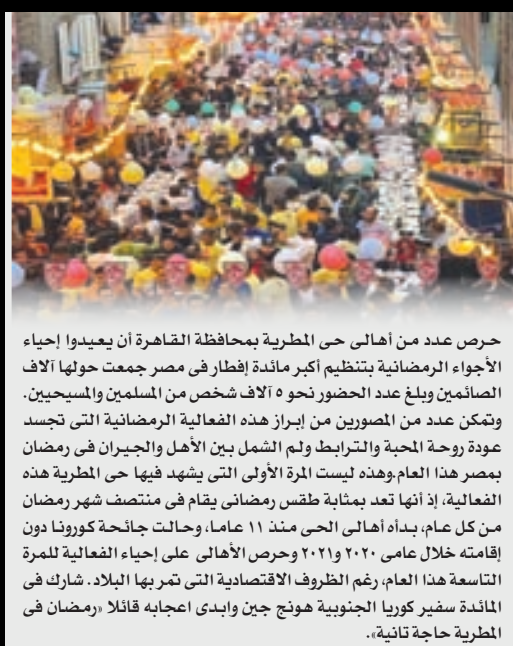 حرص عدد من أهالى حى المطرية بمحافظة القاهرة أن يعيدوا إحياء
الأجواء الرمضانية بتنظيم أكبر مائدة إفطار فى مصر جمعت حولها آلاف
الصائمين وبلغ عدد الحضور نحو ٥ آلاف شخص من المسلمين والمسيحيين.
وتمكن عدد من المصورين من إبراز هذه الفعالية الرمضانية التى تجسد
عودة روحة المحبة والترابط ولم الشمل بين الأهل والجيران فى رمضان
بمصر هذا العام.وهذه ليست المرة الأولى التى يشهد فيها حى المطرية هذه
الفعالية، إذ أنها تعد بمثابة طقس رمضانى يقام فى منتصف شهر رمضان
من كل عام، بدأه أهالى الحى منذ ١١ عاما، وحالت جائحة كورونا دون
إقامته خلال عامى ٢٠٢٠ و٢٠٢١ وحرص الأهالى على إحياء الفعالية للمرة
التاسعة هذا العام، رغم الظروف الاقتصادية التى تمر بها البلاد. شارك فى
المائدة سفير كوريا الجنوبية هونج جين وابدى اعجابه قائلا «رمضان فى
المطرية حاجة تانية».